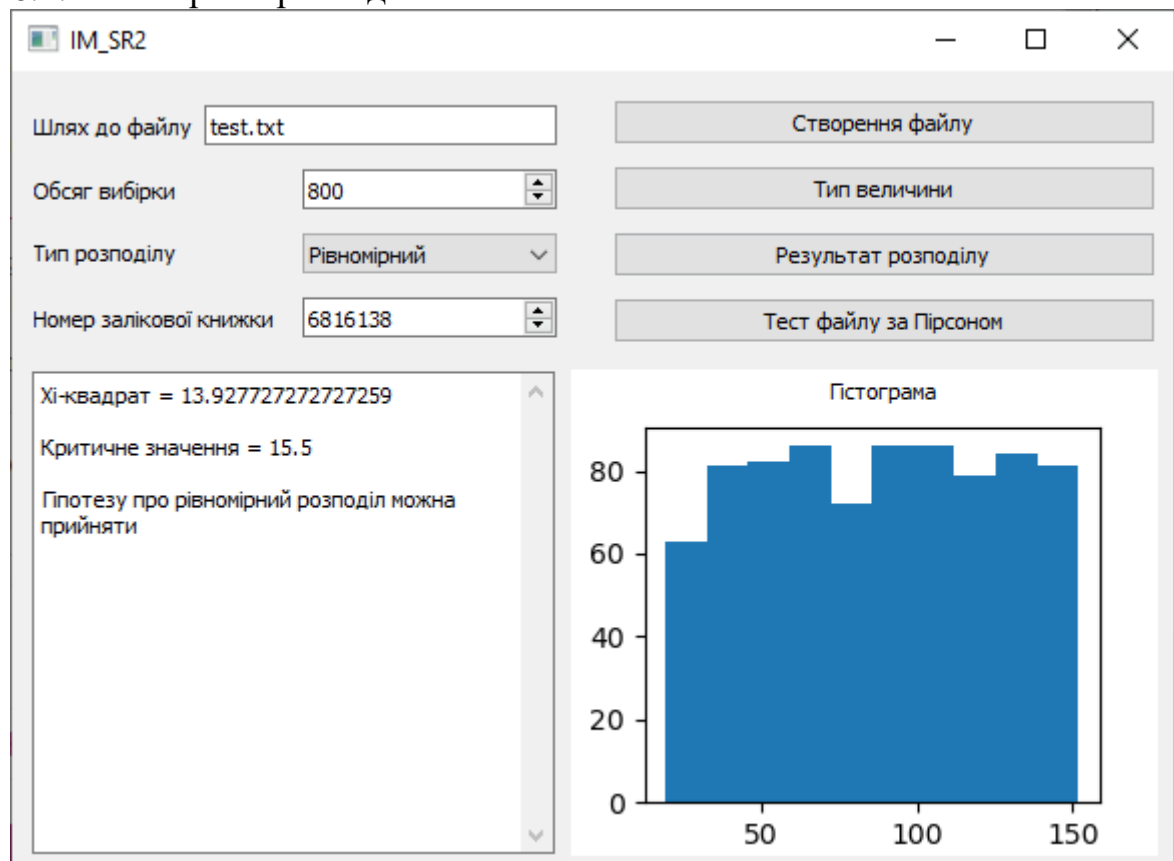 IM_SR2
Шлях до файлу test.txt
Створення файлу
Обсяг вибірки 800
Тип величини
Тип розподілу Рівномірний
Результат розподілу
Номер залікової книжки 6816138
Тест файлу за Пірсоном
Хі-квадрат = 13.927727272727259
Критичне значення = 15.5
Гіпотезу про рівномірний розподіл можна
прийняти
Гістограма
80
60
40
20
0
50 100 150